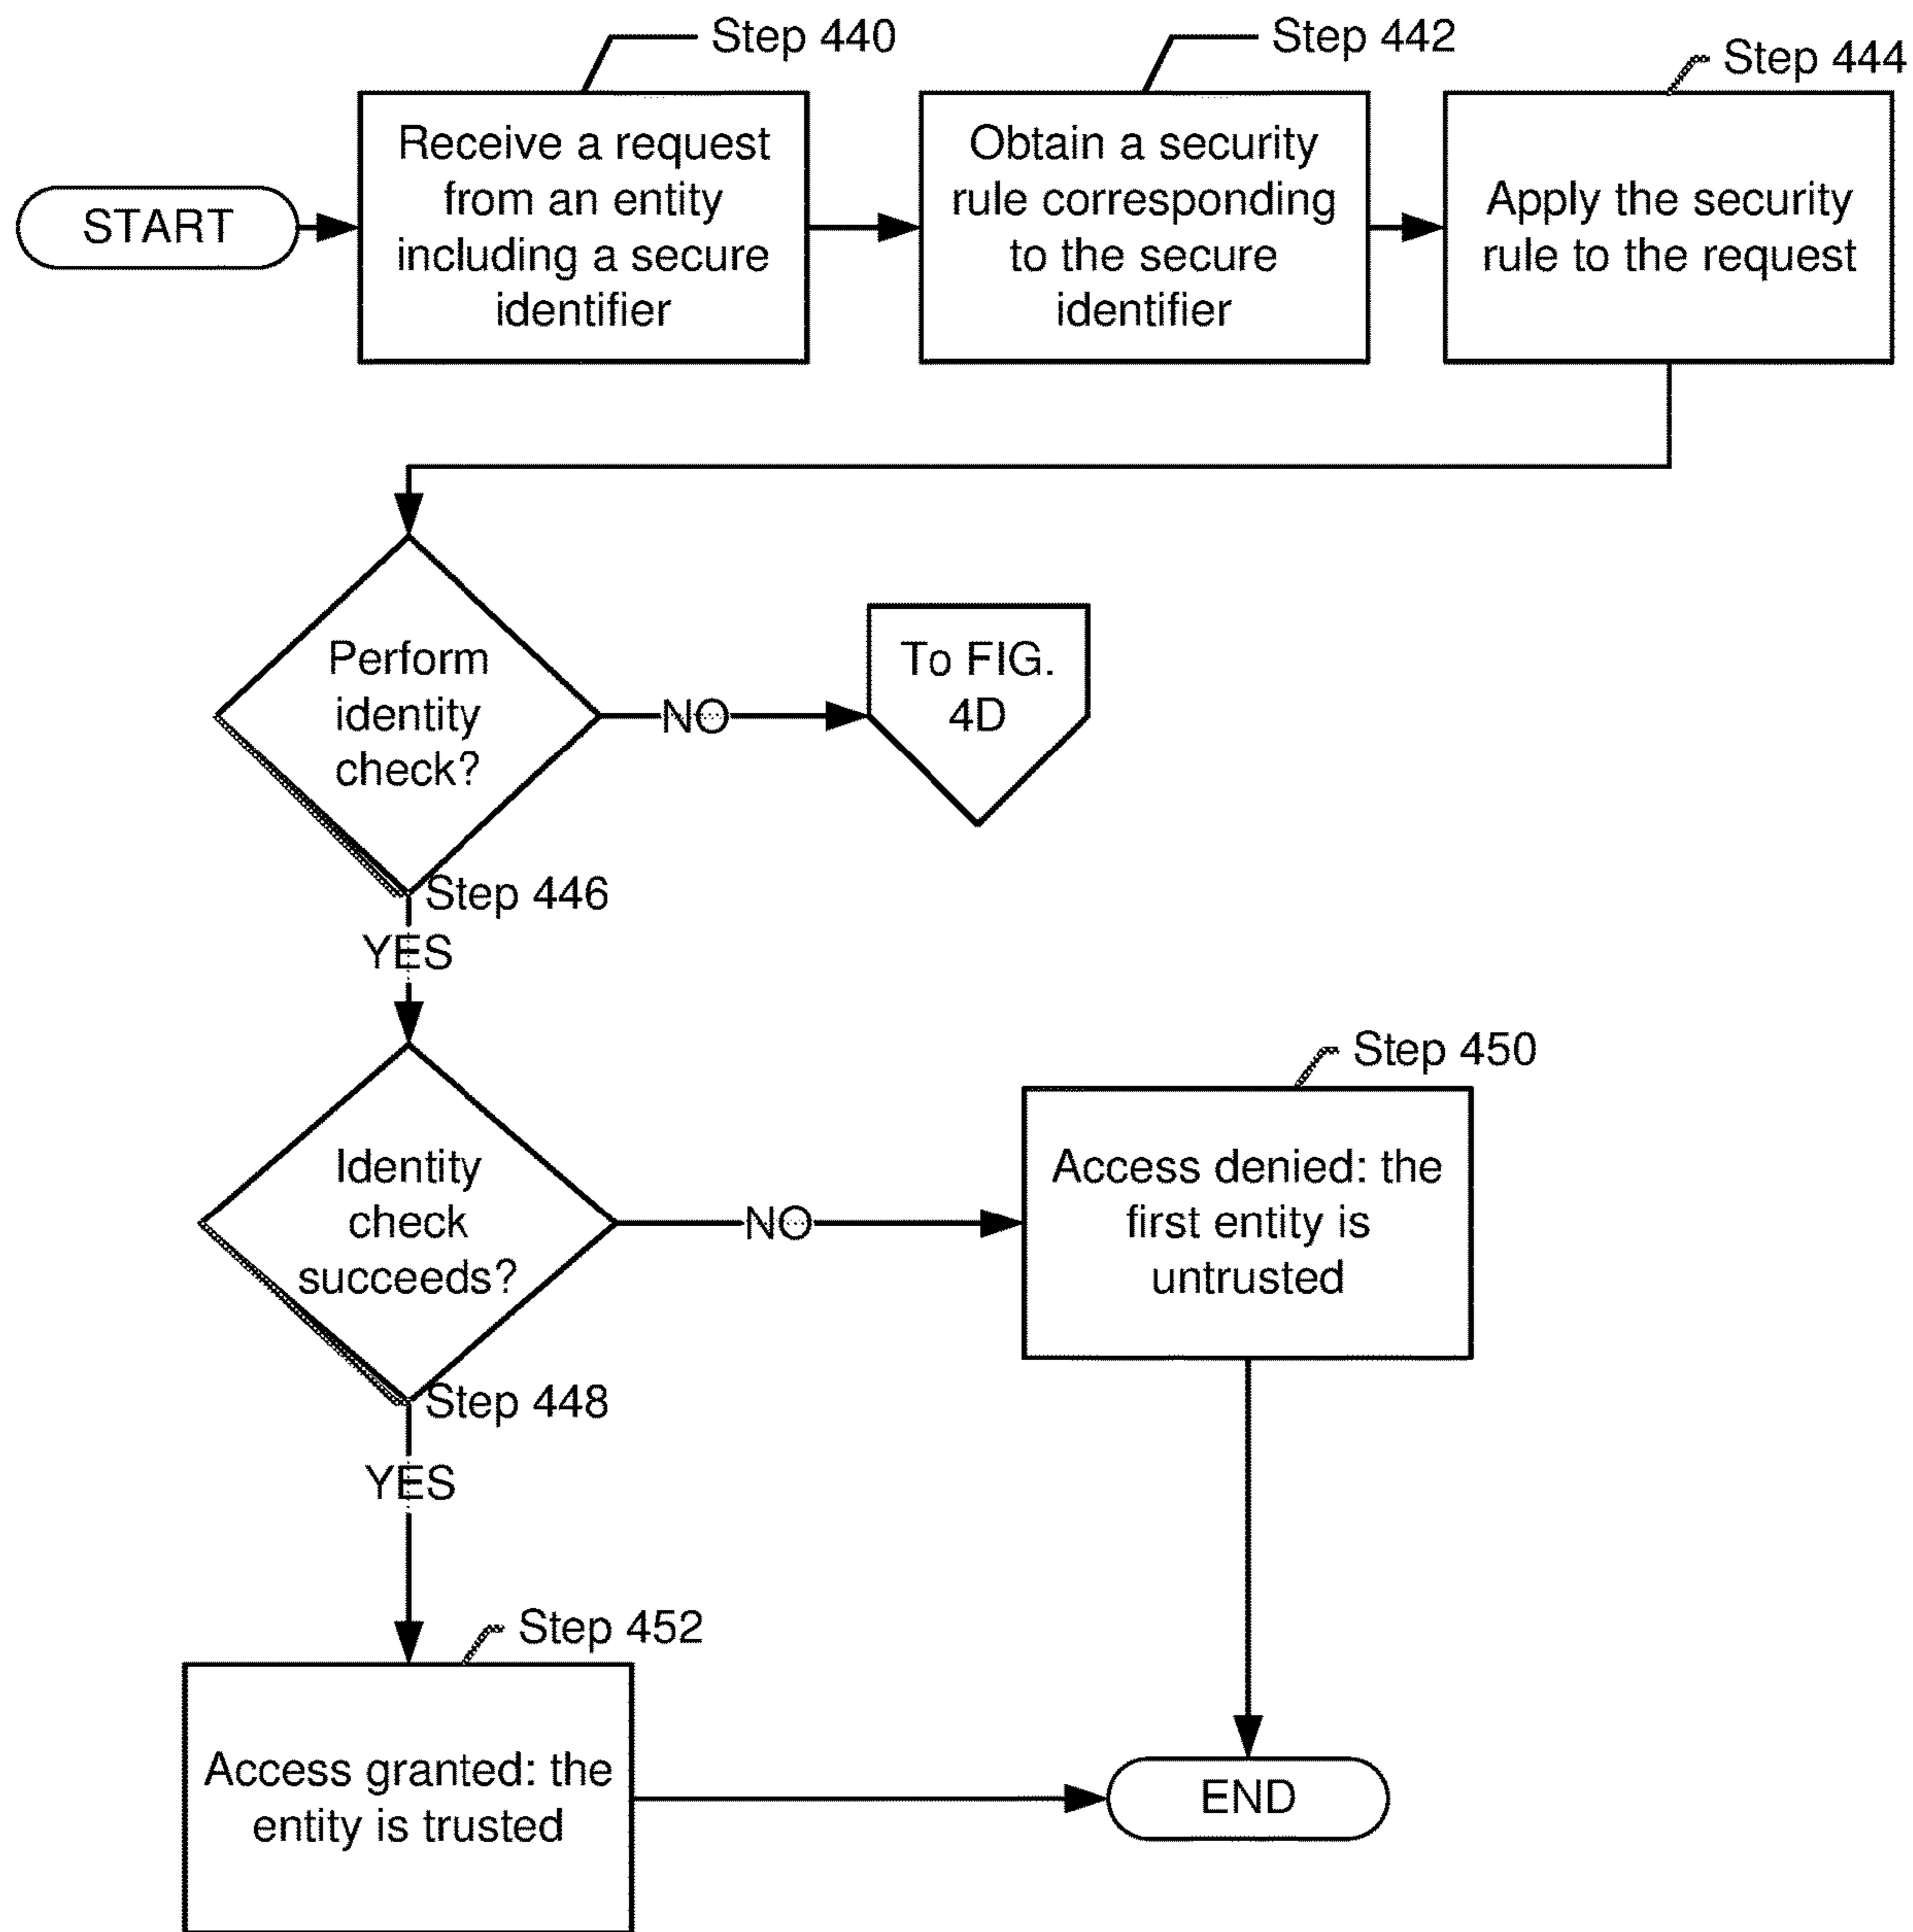 Step 440
Step 442
Step 444
START
Receive a request
from an entity
including a secure
identifier
Obtain a security
rule corresponding
to the secure
identifier
Apply the security
rule to the request
Perform
identity
check?
NO
To FIG.
4D
Step 446
YES
Identity
check
succeeds?
NO
Step 450
Access denied: the
first entity is
untrusted
Step 448
YES
Step 452
Access granted: the
entity is trusted
END